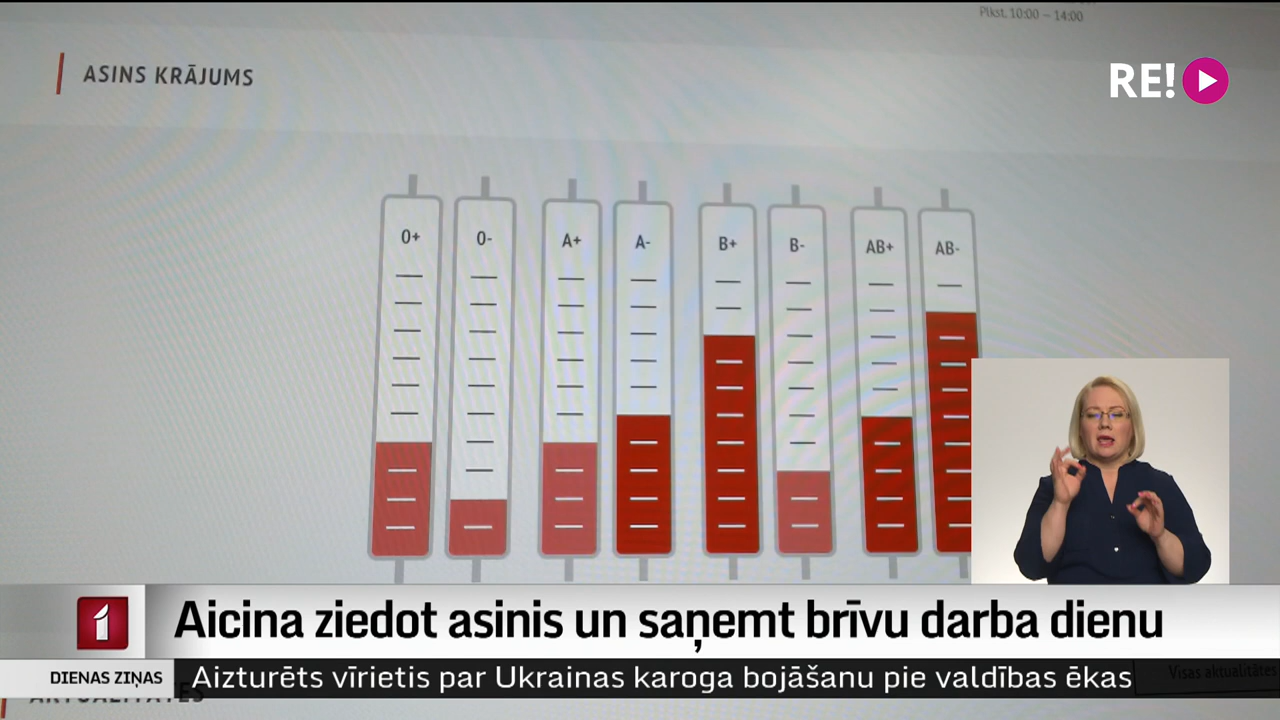 Plkst. 10:00 – 14:00
ASINS KRĀJUMS
RE!
0+ 0- A+ A- B+ B- AB+ AB-
1
Aicina ziedot asinis un saņemt brīvu darba dienu
DIENAS ZIŅAS
Aizturēts vīrietis par Ukrainas karoga bojāšanu pie valdības ēkas
Visas aktualitātes
AKTUALITĀTES